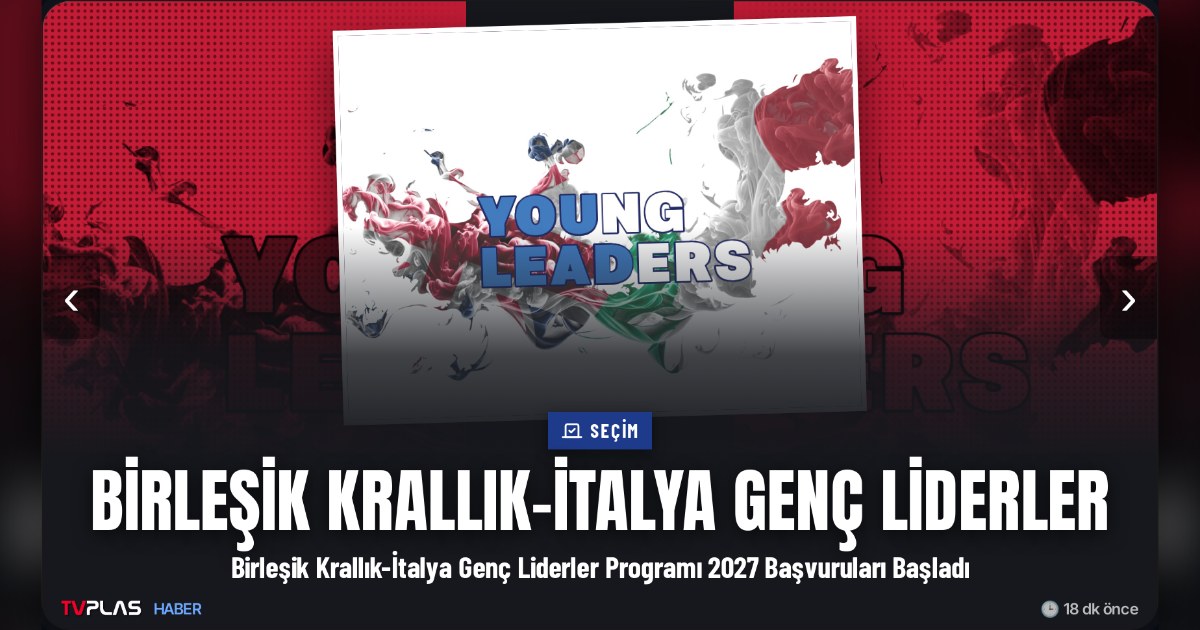 YOUNG
LEADERS
SEÇİM
BİRLEŞİK KRALLIK-İTALYA GENÇ LİDERLER
Birleşik Krallık-İtalya Genç Liderler Programı 2027 Başvuruları Başladı
TVPLAS HABER
18 dk önce